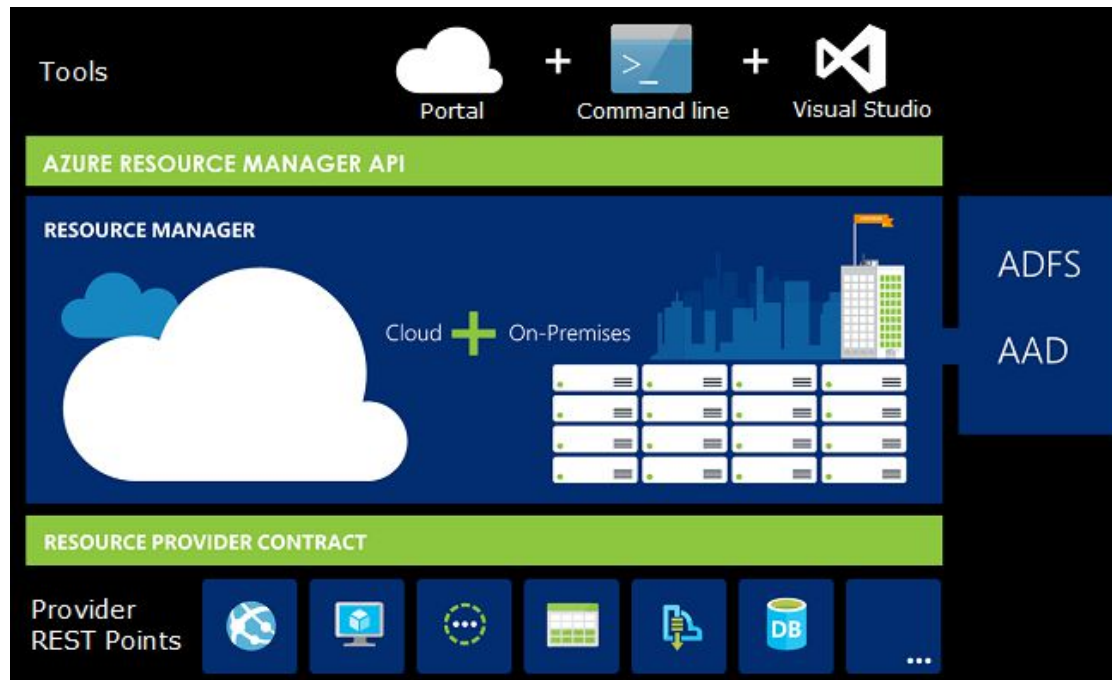 Tools
Portal
Command line
Visual Studio
AZURE RESOURCE MANAGER API
RESOURCE MANAGER
Cloud
On-Premises
ADFS
AAD
RESOURCE PROVIDER CONTRACT
Provider
REST Points
DB
...